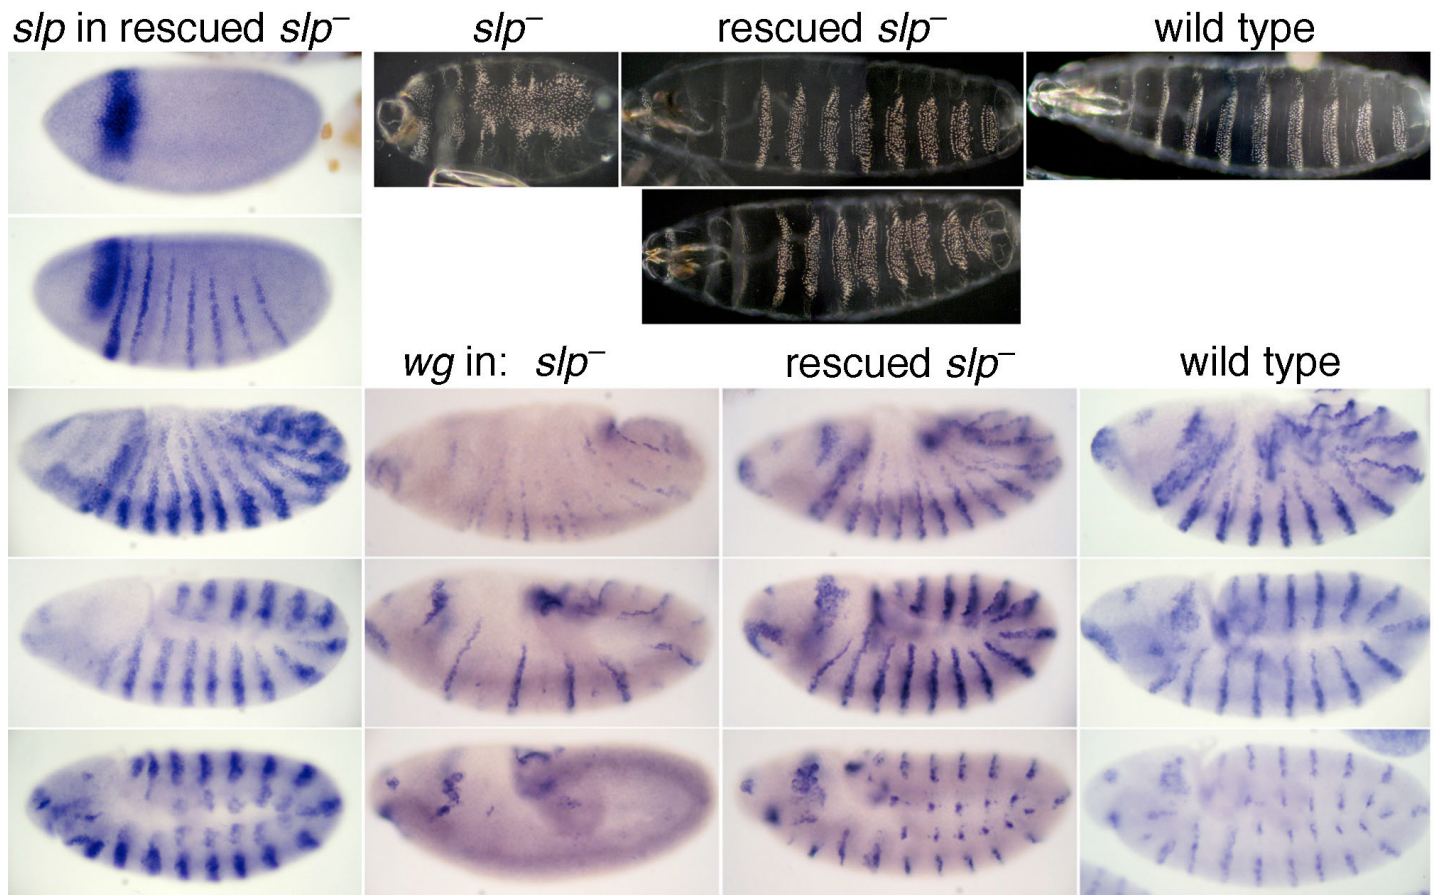 slp in rescued slp–
slp–
rescued slp–
wild type
wg in: slp–
rescued slp–
wild type